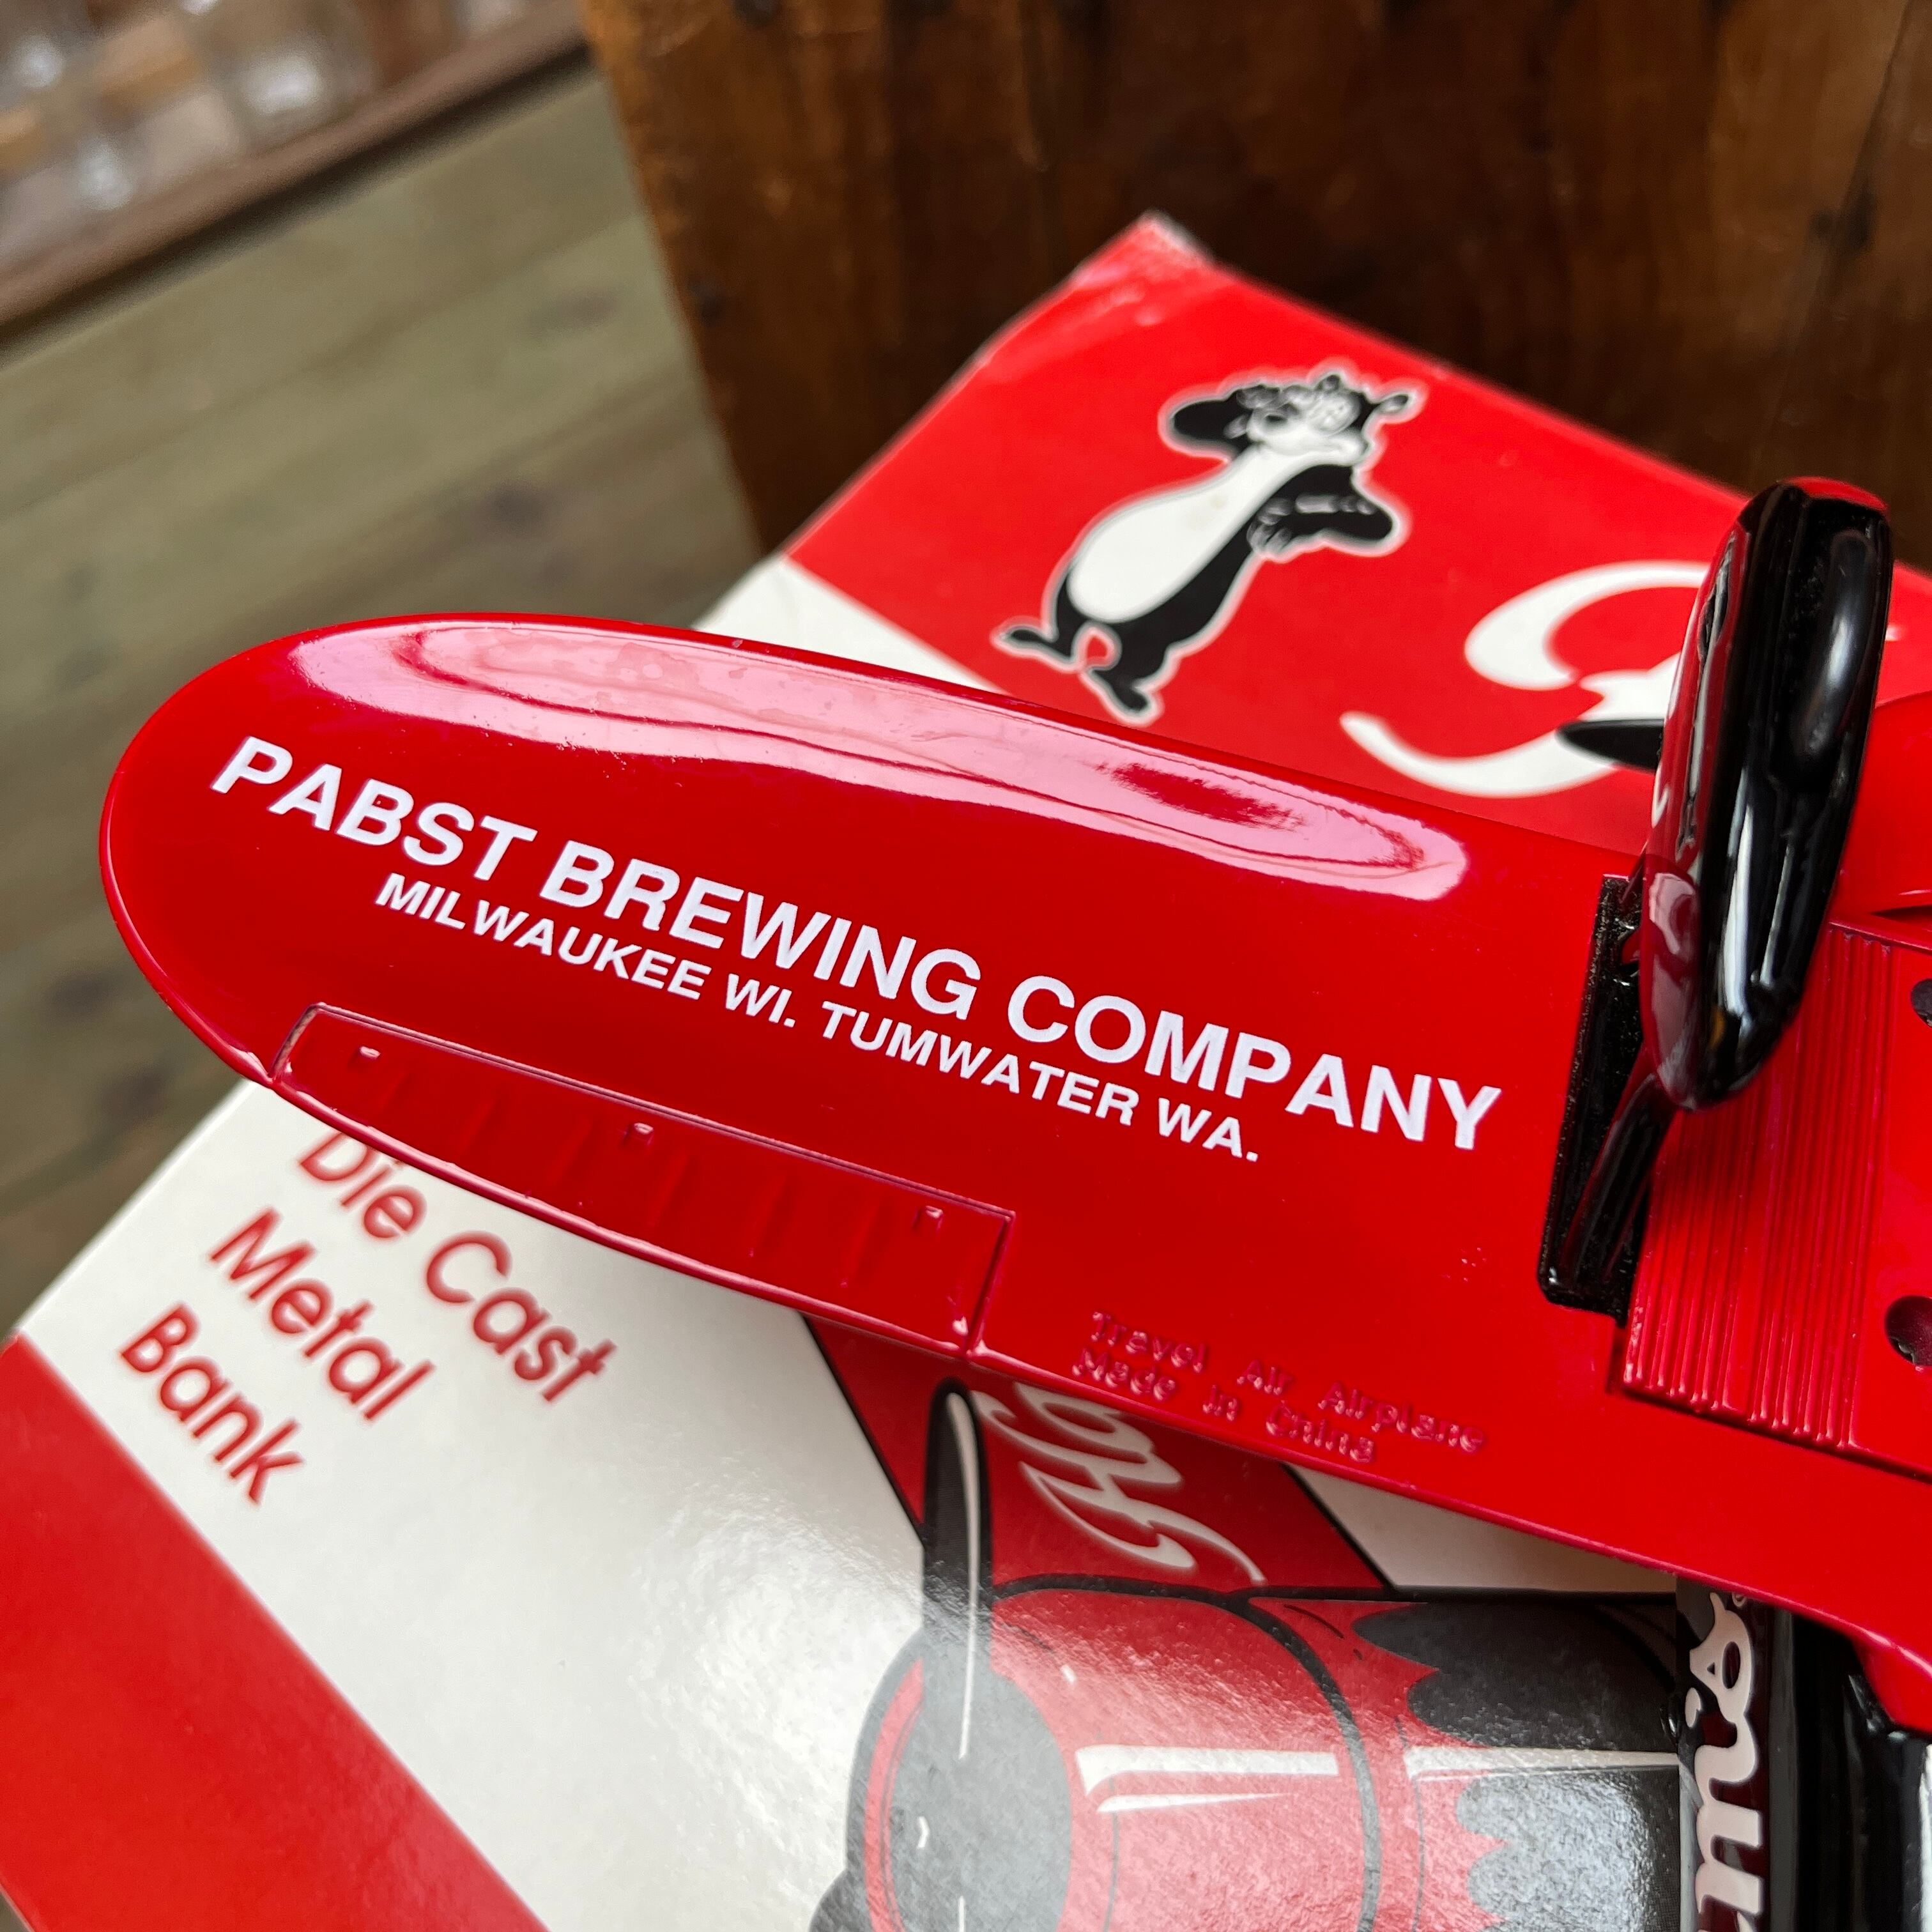 PABST BREWING COMPANY
MILWAUKEE WI. TUMWATER WA.
Travel Air Airplane
Made in China
Die Cast
Metal
Bank